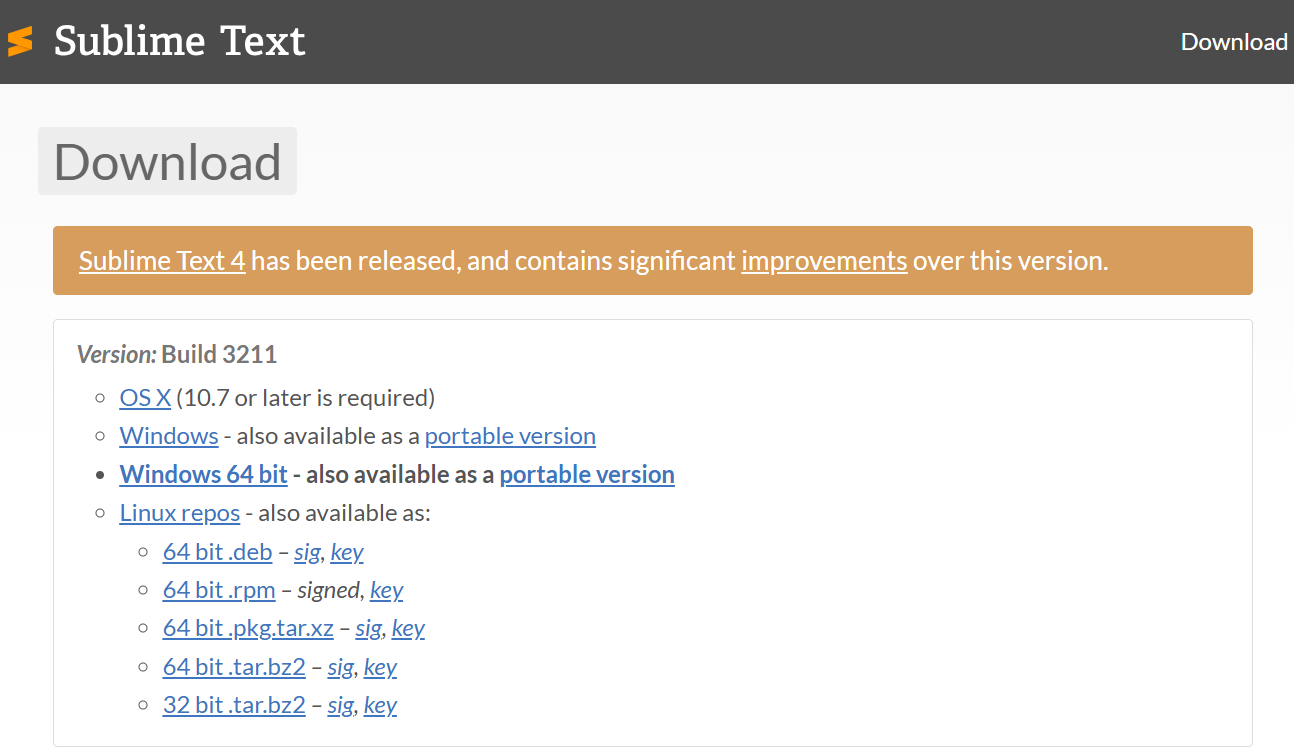 Sublime Text
Download
Download
Sublime Text 4 has been released, and contains significant improvements over this version.
Version: Build 3211
OS X (10.7 or later is required)
Windows - also available as a portable version
Windows 64 bit - also available as a portable version
Linux repos - also available as:
64 bit .deb – sig, key
64 bit .rpm – signed, key
64 bit .pkg.tar.xz – sig, key
64 bit .tar.bz2 – sig, key
32 bit .tar.bz2 – sig, key